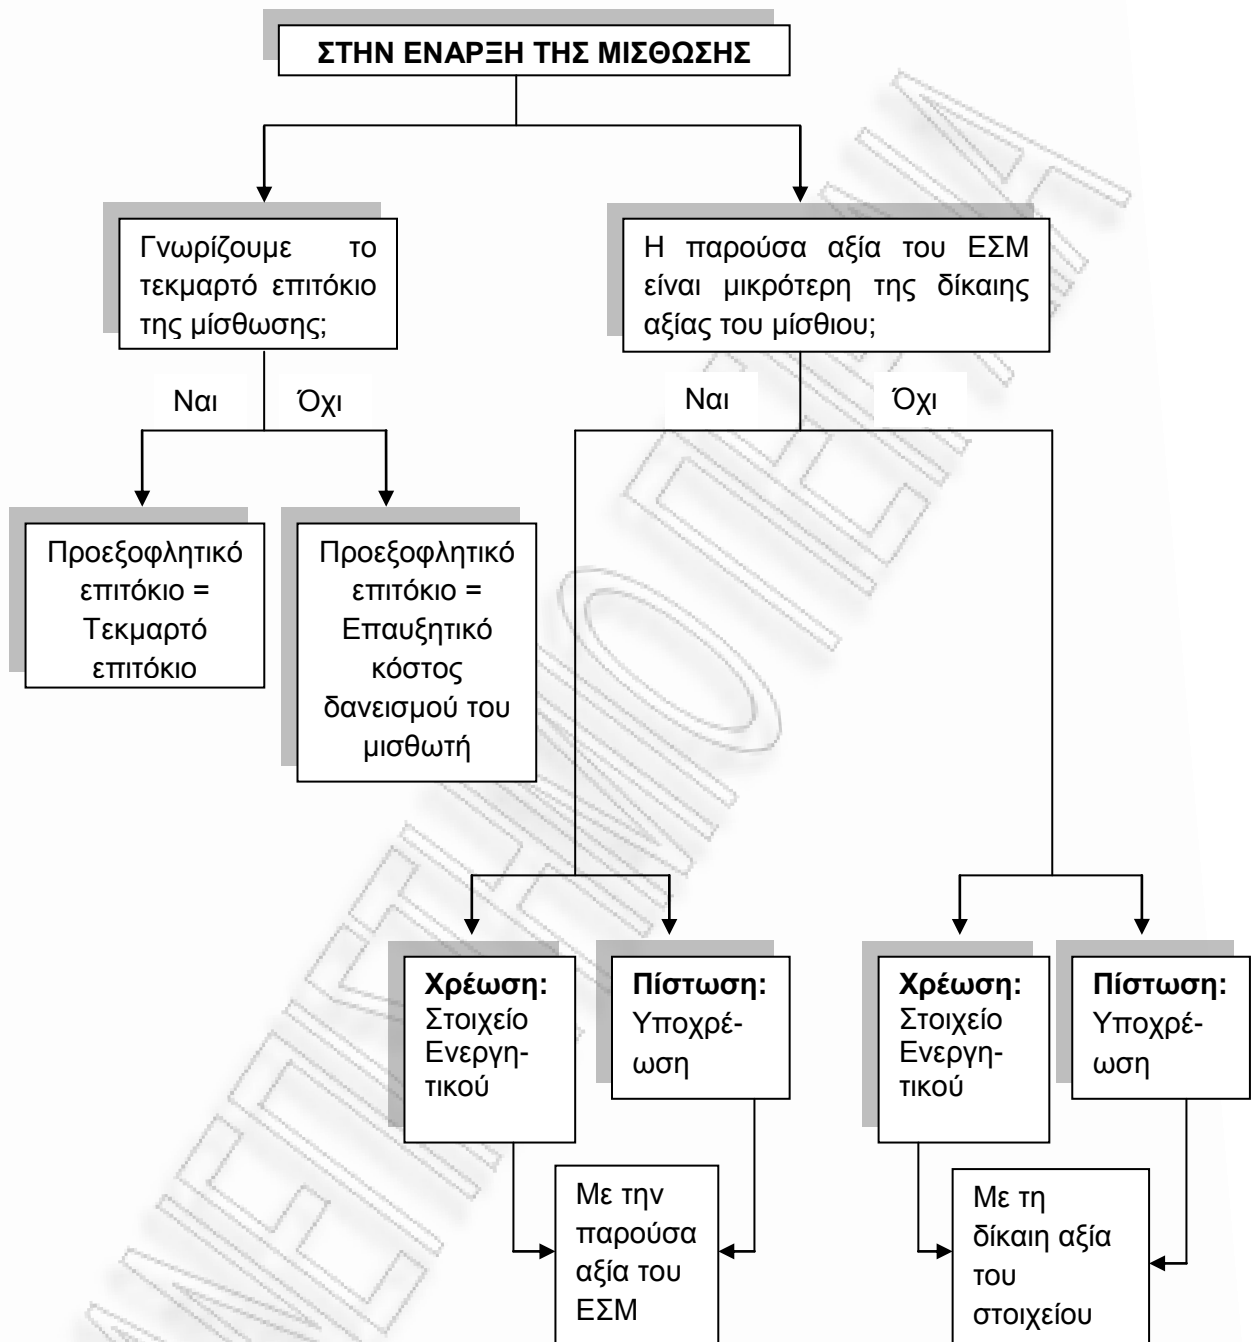 ΣΤΗΝ ΕΝΑΡΞΗ ΤΗΣ ΜΙΣΘΩΣΗΣ
Γνωρίζουμε το
τεκμαρτό επιτόκιο
της μίσθωσης;
Η παρούσα αξία του ΕΣΜ
είναι μικρότερη της δίκαιης
αξίας του μίσθιου;
Ναι
Όχι
Ναι
Όχι
Προεξοφλητικό
επιτόκιο =
Τεκμαρτό
επιτόκιο
Προεξοφλητικό
επιτόκιο =
Επαυξητικό
κόστος
δανεισμού του
μισθωτή
Χρέωση:
Στοιχείο
Ενεργη-
τικού
Πίστωση:
Υποχρέ-
ωση
Χρέωση:
Στοιχείο
Ενεργη-
τικού
Πίστωση:
Υποχρέ-
ωση
Με την
παρούσα
αξία του
ΕΣΜ
Με τη
δίκαιη αξία
του
στοιχείου